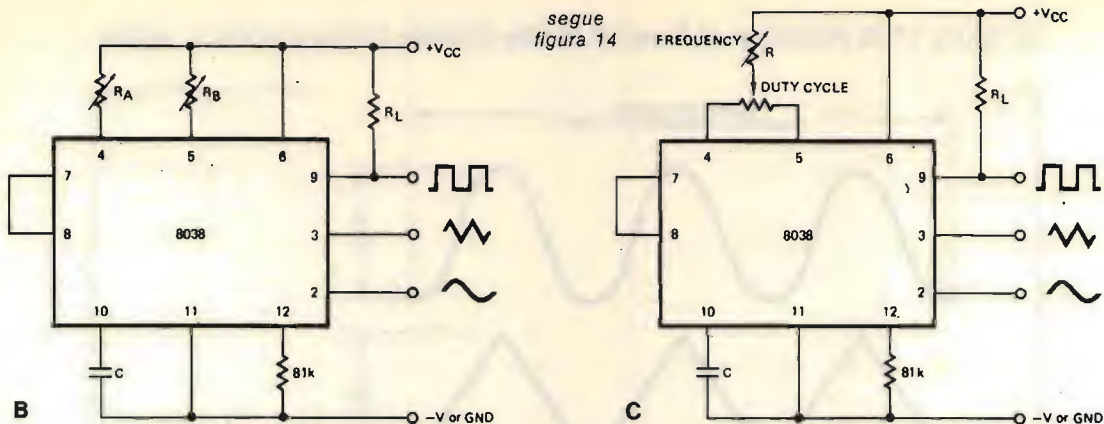 segue
figura 14
+VCC
RA
RB
RL
4
5
6
7
8
8038
9
3
2
10
11
12
C
81k
-V or GND
B
+VCC
FREQUENCY
R
DUTY CYCLE
RL
4
5
6
7
8
8038
9
3
2
10
11
12
C
81k
-V or GND
C